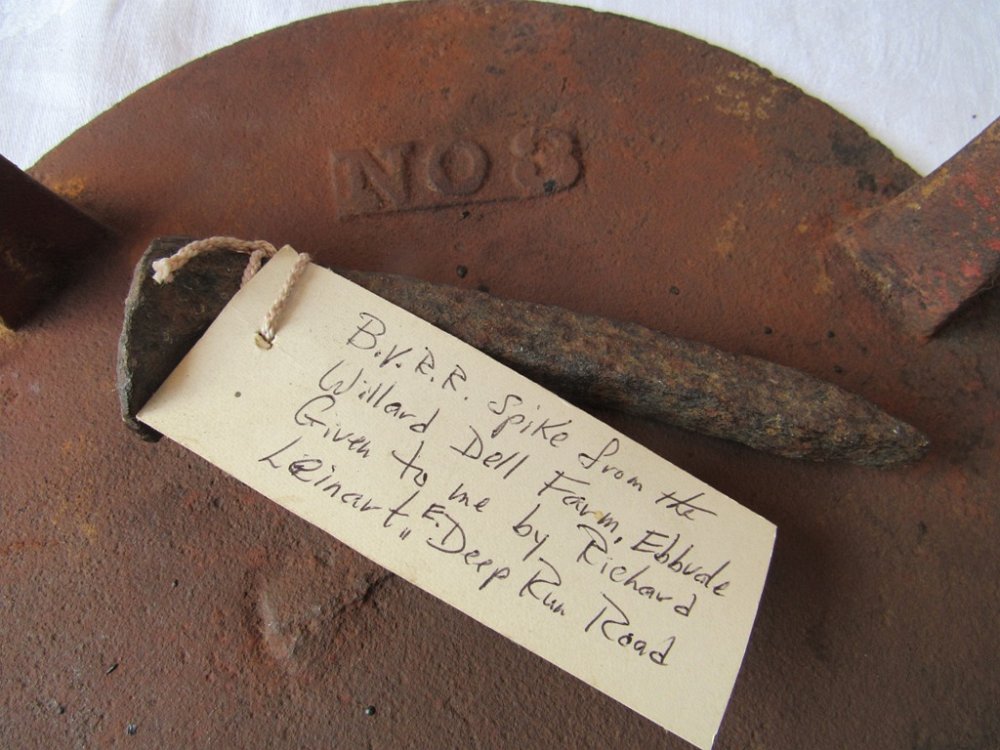 NO 8
B.V.R.R. Spike from the
Willard Dell Farm, Ebbvale
Given to me by Richard
Leinart, E. Deep Run Road